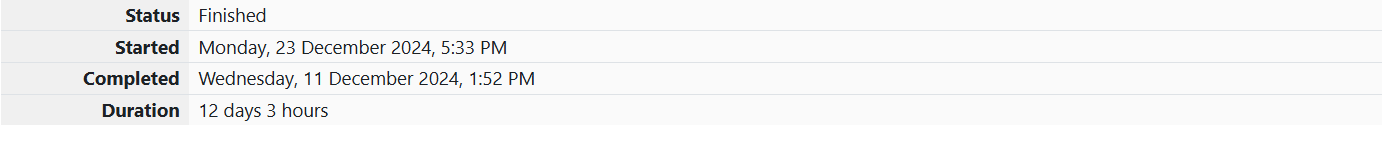 Status Finished
Started Monday, 23 December 2024, 5:33 PM
Completed Wednesday, 11 December 2024, 1:52 PM
Duration 12 days 3 hours